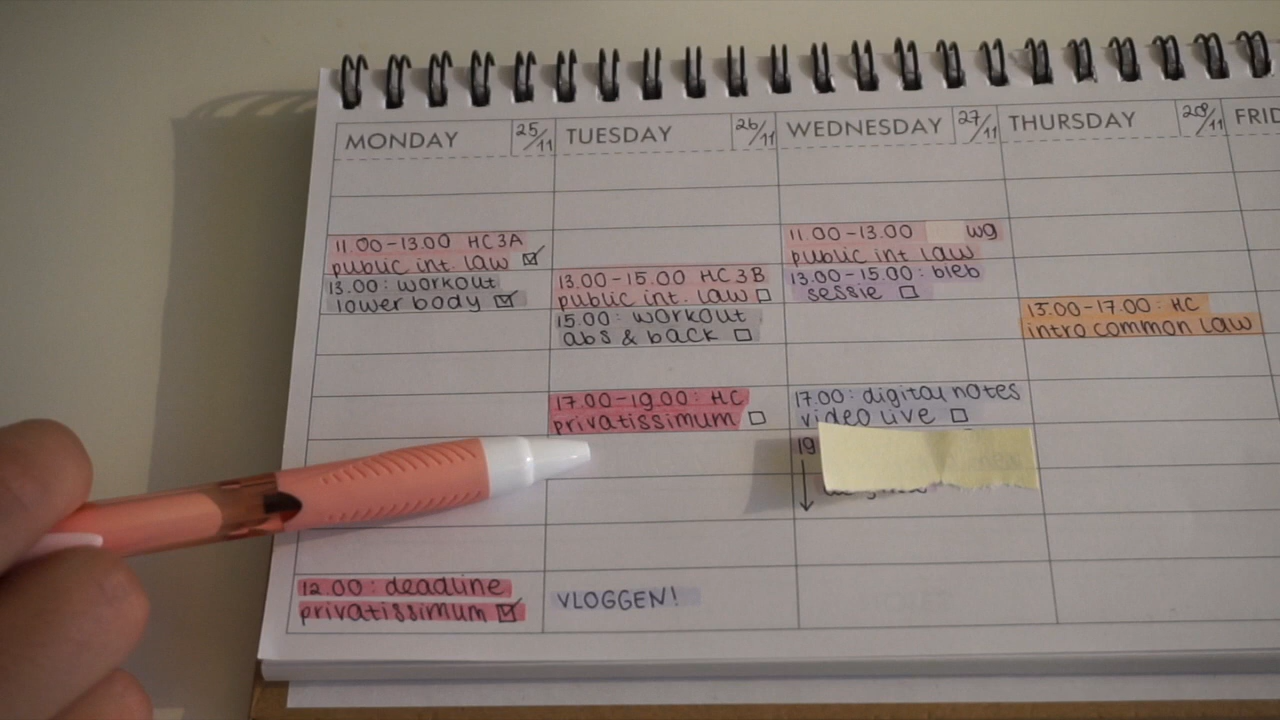 MONDAY 25/11
11.00-13.00 HC3A
public int. law
13.00: workout
lower body
12.00: deadline
privatissimum
TUESDAY 26/11
13.00-15.00 HC3B
public int. law
15.00: workout
abs & back
17.00-19.00: HC
privatissimum
VLOGGEN!
WEDNESDAY 27/11
11.00-13.00 wg
public int law
13.00-15.00: bieb
sessie
17.00: digital notes
video live
19
THURSDAY 28/11
15.00-17.00: HC
intro common law
FRID